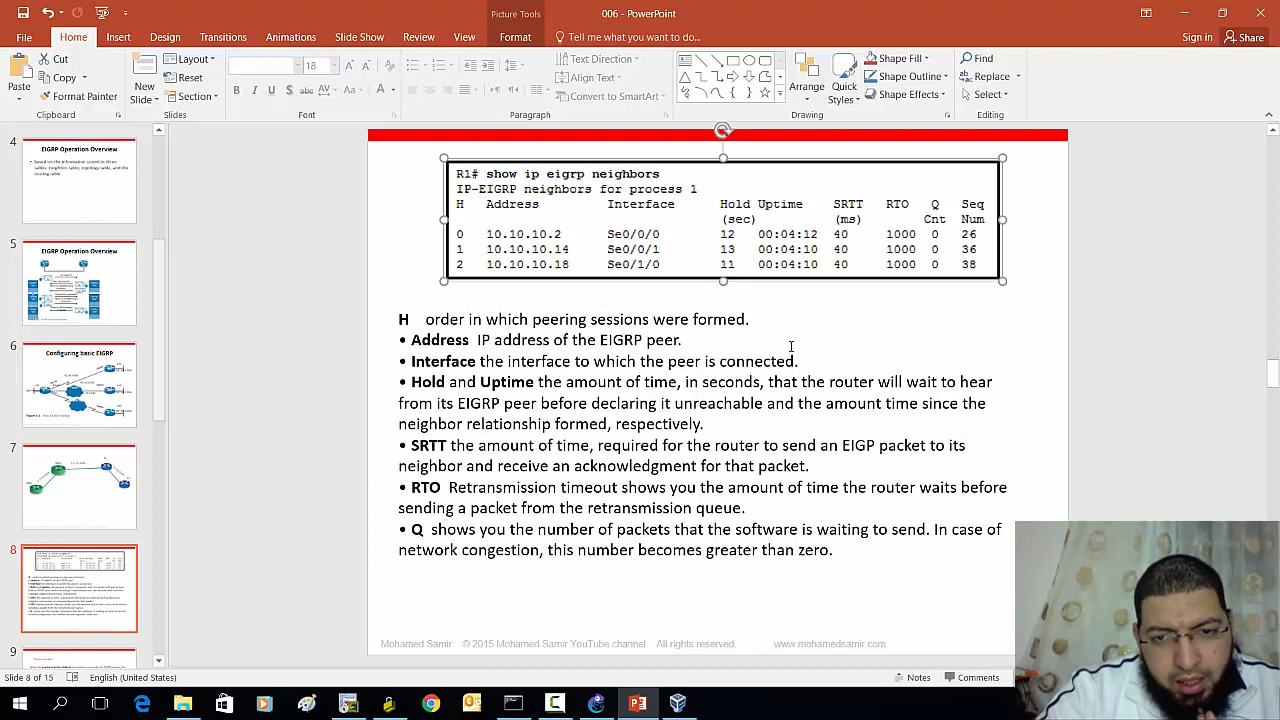 Picture Tools
006 - PowerPoint
File Home Insert Design Transitions Animations Slide Show Review View Format Tell me what you want to do... Sign in Share
Paste
Cut
Copy
Format Painter
Clipboard
New Slide
Layout
Reset
Section
Slides
18
B I U S abc AV Aa A
Font
Text Direction
Align Text
Convert to SmartArt
Paragraph
Arrange
Quick Styles
Shape Fill
Shape Outline
Shape Effects
Drawing
Find
Replace
Select
Editing
4
EIGRP Operation Overview
5
EIGRP Operation Overview
6
Configuring basic EIGRP
7
8
9
R1# show ip eigrp neighbors
IP-EIGRP neighbors for process 1
H Address Interface Hold Uptime SRTT RTO Q Seq
(sec) (ms) Cnt Num
0 10.10.10.2 Se0/0/0 12 00:04:12 40 1000 0 26
1 10.10.10.14 Se0/0/1 13 00:04:12 40 1000 0 36
2 10.10.10.18 Se0/1/0 11 00:04:10 40 1000 0 38
H order in which peering sessions were formed.
• Address IP address of the EIGRP peer.
• Interface the interface to which the peer is connected.
• Hold and Uptime the amount of time, in seconds, that the router will wait to hear
from its EIGRP peer before declaring it unreachable and the amount time since the
neighbor relationship formed, respectively.
• SRTT the amount of time, required for the router to send an EIGP packet to its
neighbor and receive an acknowledgment for that packet.
• RTO Retransmission timeout shows you the amount of time the router waits before
sending a packet from the retransmission queue.
• Q shows you the number of packets that the software is waiting to send. In case of
network congestion, this number becomes greater than zero.
Mohamed Samir © 2015 Mohamed Samir YouTube channel All rights reserved. www.mohamedsamir.com
Slide 8 of 15 English (United States) Notes Comments